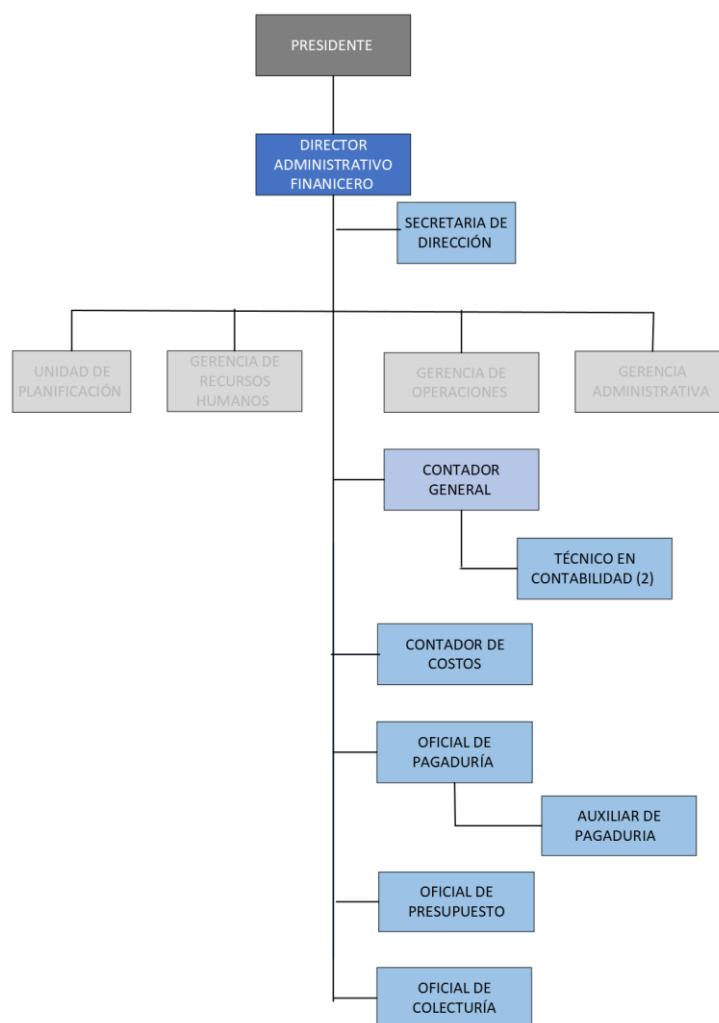 PRESIDENTE
DIRECTOR
ADMINISTRATIVO
FINANICERO
SECRETARIA DE
DIRECCIÓN
UNIDAD DE
PLANIFICACIÓN
GERENCIA DE
RECURSOS
HUMANOS
GERENCIA DE
OPERACIONES
GERENCIA
ADMINISTRATIVA
CONTADOR
GENERAL
TÉCNICO EN
CONTABILIDAD (2)
CONTADOR DE
COSTOS
OFICIAL DE
PAGADURÍA
AUXILIAR DE
PAGADURIA
OFICIAL DE
PRESUPUESTO
OFICIAL DE
COLECTURÍA